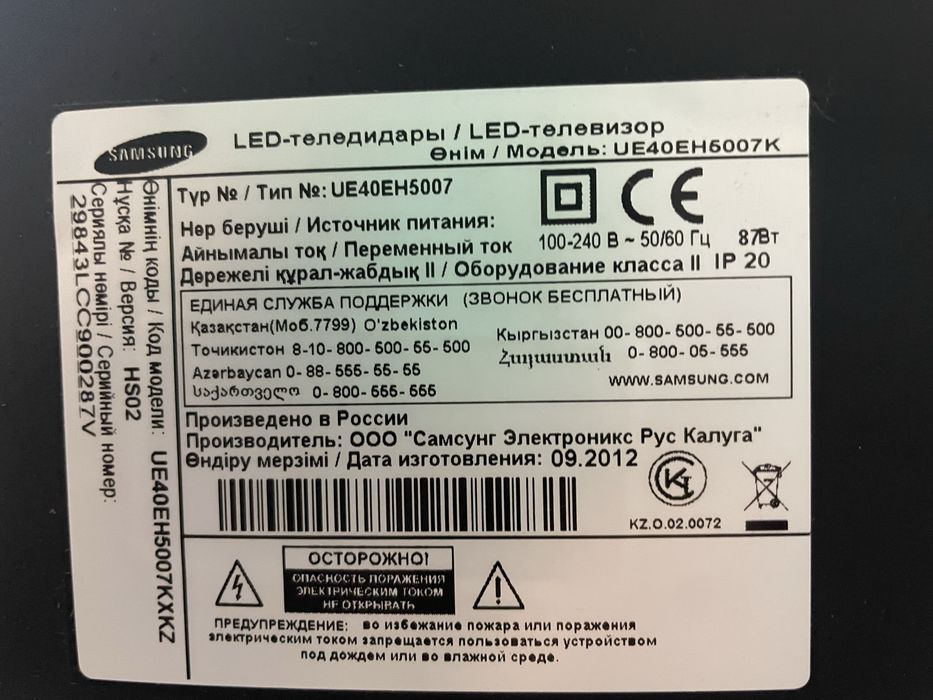 SAMSUNG
LED-теледидары / LED-телевизор
Өнім / Модель: UE40EH5007K
Түр № / Тип №: UE40EH5007
Нәр беруші / Источник питания:
Айнымалы ток / Переменный ток 100-240 В ~ 50/60 Гц 87Вт
Дәрежелі құрал-жабдық II / Оборудование класса II IP 20
ЕДИНАЯ СЛУЖБА ПОДДЕРЖКИ (ЗВОНОК БЕСПЛАТНЫЙ)
Қазақстан(Моб.7799) O'zbekiston
Точикистон 8-10-800-500-55-500
Azərbaycan 0-88-555-55-55
საქართველო 0-800-555-555
Кыргызстан 00-800-500-55-500
Հայաստան 0-800-05-555
WWW.SAMSUNG.COM
Произведено в России
Производитель: ООО "Самсунг Электроникс Рус Калуга"
Өндіру мерзімі / Дата изготовления: 09.2012
KZ.O.02.0072
ОСТОРОЖНО!
ОПАСНОСТЬ ПОРАЖЕНИЯ
ЭЛЕКТРИЧЕСКИМ ТОКОМ
НЕ ОТКРЫВАТЬ
ПРЕДУПРЕЖДЕНИЕ: во избежание пожара или поражения
электрическим током запрещается пользоваться устройством
под дождем или во влажной среде.
Өнімнің коды / Код модели: UE40EH5007KXKZ
Нұсқа № / Версия: HS02
Сериялы нөмірі / Серийный номер:
29843LCC900287V